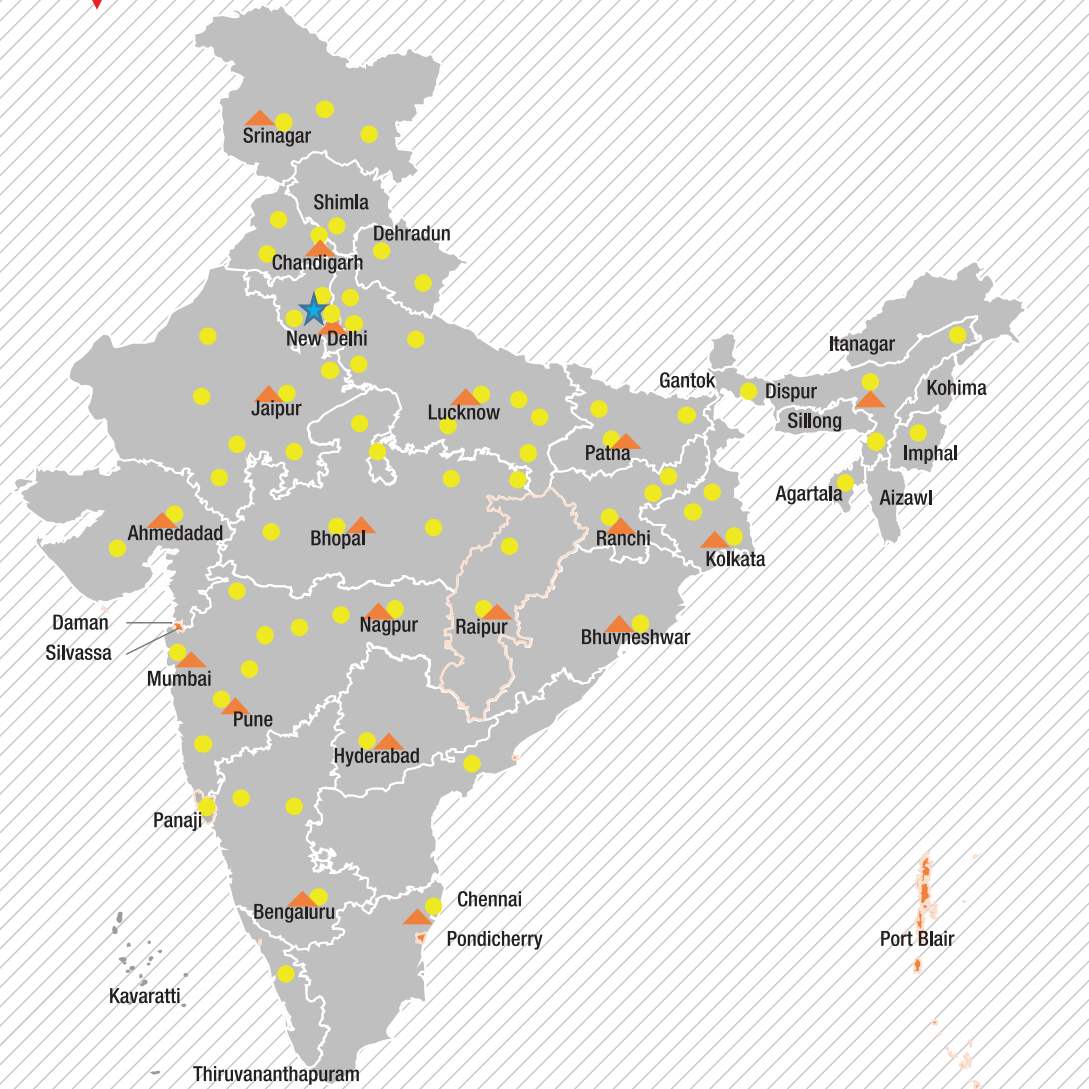 Srinagar
Shimla
Dehradun
Chandigarh
New Delhi
Itanagar
Gantok
Dispur
Kohima
Jaipur
Lucknow
Sillong
Patna
Imphal
Agartala
Aizawl
Ahmedadad
Bhopal
Ranchi
Kolkata
Daman
Nagpur
Raipur
Bhuvneshwar
Silvassa
Mumbai
Pune
Hyderabad
Panaji
Chennai
Bengaluru
Pondicherry
Port Blair
Kavaratti
Thiruvananthapuram